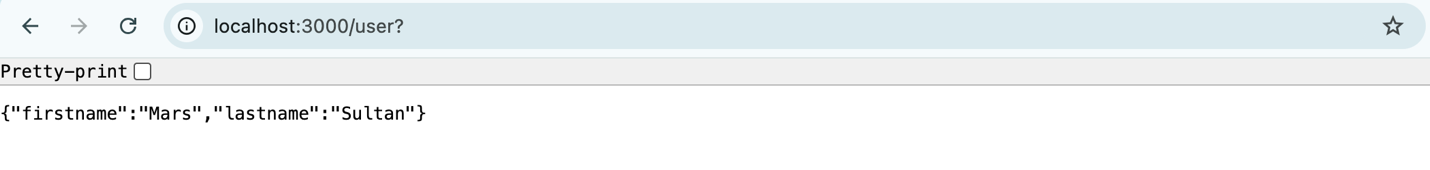 localhost:3000/user?
Pretty-print
{"firstname":"Mars","lastname":"Sultan"}